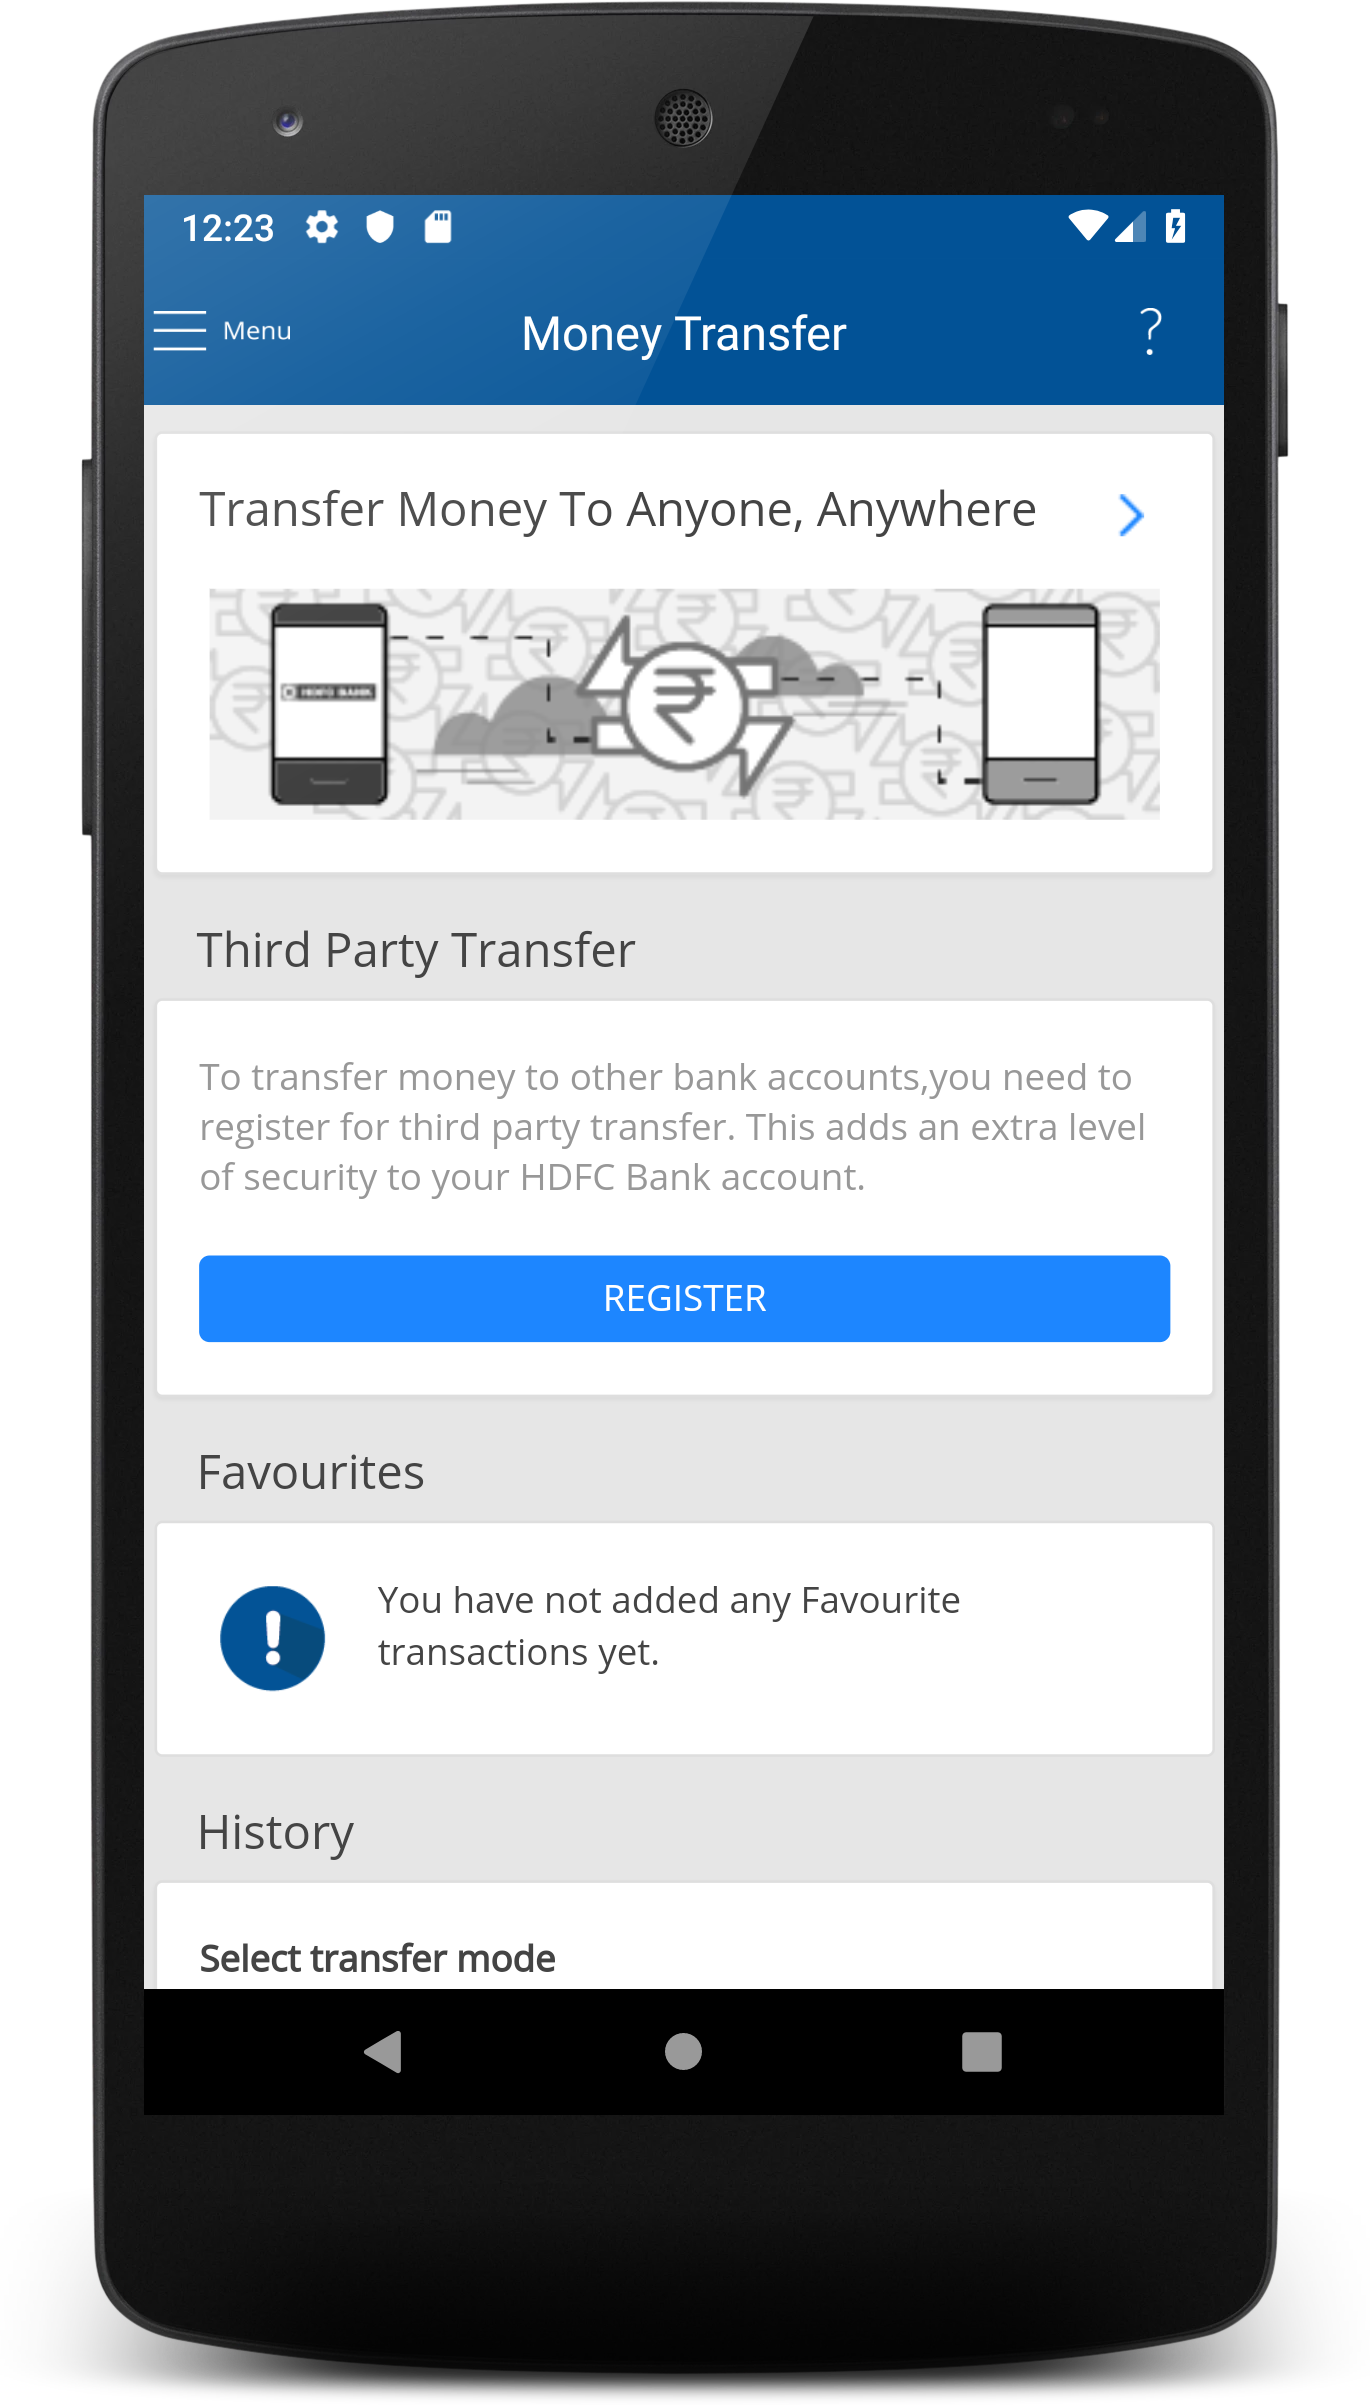 12:23
Menu
Money Transfer
?
Transfer Money To Anyone, Anywhere
HDFC BANK
Third Party Transfer
To transfer money to other bank accounts,you need to
register for third party transfer. This adds an extra level
of security to your HDFC Bank account.
REGISTER
Favourites
You have not added any Favourite
transactions yet.
History
Select transfer mode